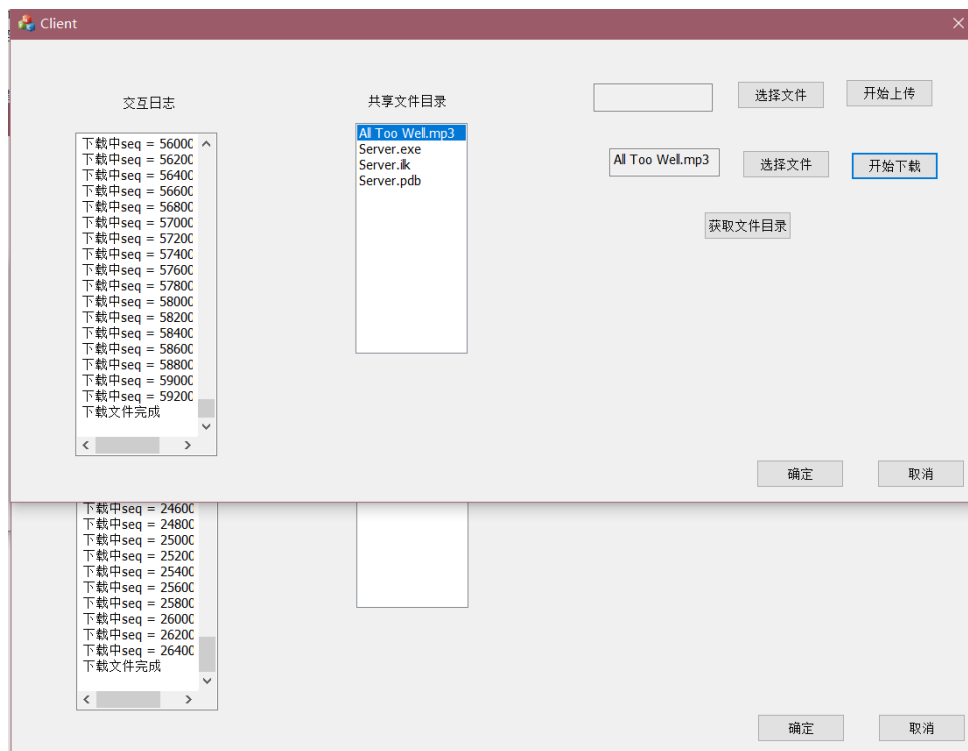 Client
交互日志
共享文件目录
选择文件
开始上传
下载中seq = 56000
下载中seq = 56200
下载中seq = 56400
下载中seq = 56600
下载中seq = 56800
下载中seq = 57000
下载中seq = 57200
下载中seq = 57400
下载中seq = 57600
下载中seq = 57800
下载中seq = 58000
下载中seq = 58200
下载中seq = 58400
下载中seq = 58600
下载中seq = 58800
下载中seq = 59000
下载中seq = 59200
下载文件完成
All Too Well.mp3
Server.exe
Server.ilk
Server.pdb
All Too Well.mp3
选择文件
开始下载
获取文件目录
确定
取消
下载中seq = 24600
下载中seq = 24800
下载中seq = 25000
下载中seq = 25200
下载中seq = 25400
下载中seq = 25600
下载中seq = 25800
下载中seq = 26000
下载中seq = 26200
下载中seq = 26400
下载文件完成
确定
取消